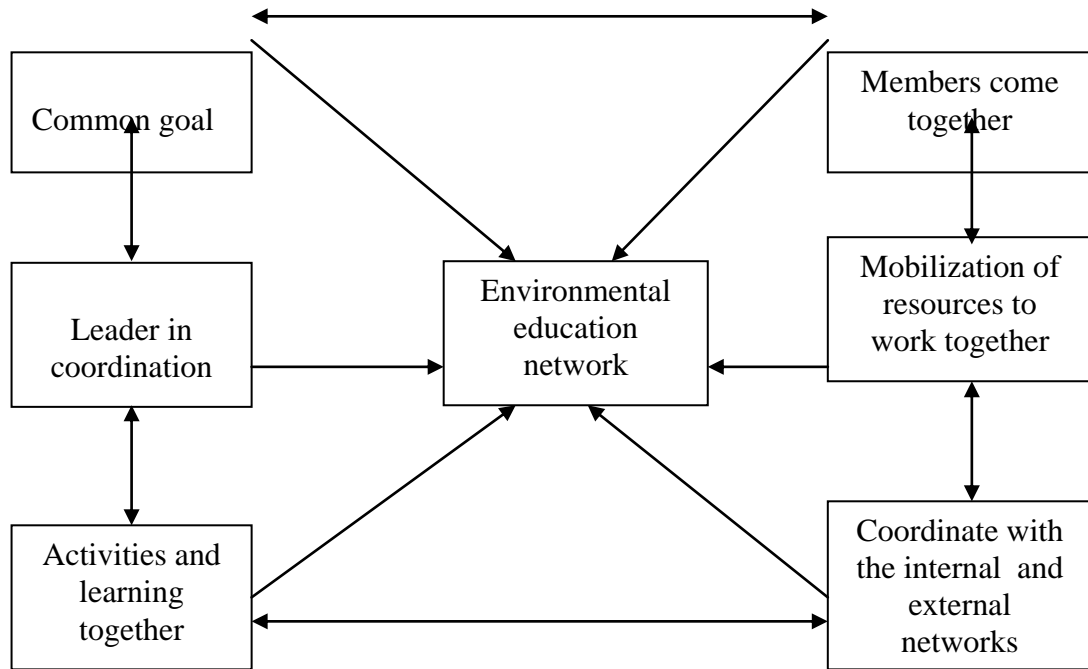 Common goal
Members come
together
Leader in
coordination
Environmental
education
network
Mobilization of
resources to
work together
Activities and
learning
together
Coordinate with
the internal and
external
networks